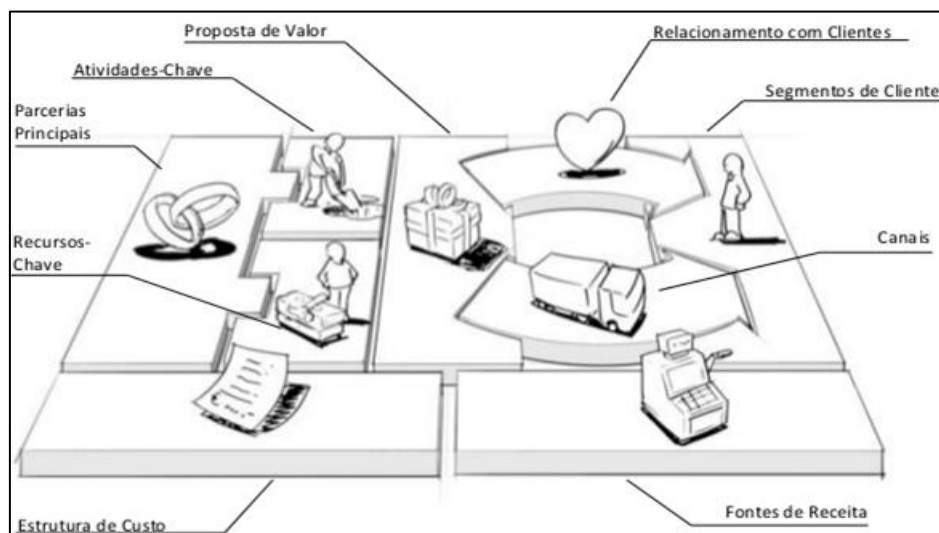 Proposta de Valor
Relacionamento com Clientes
Atividades-Chave
Segmentos de Cliente
Parcerias
Principais
Recursos-
Chave
Canais
Estrutura de Custo
Fontes de Receita